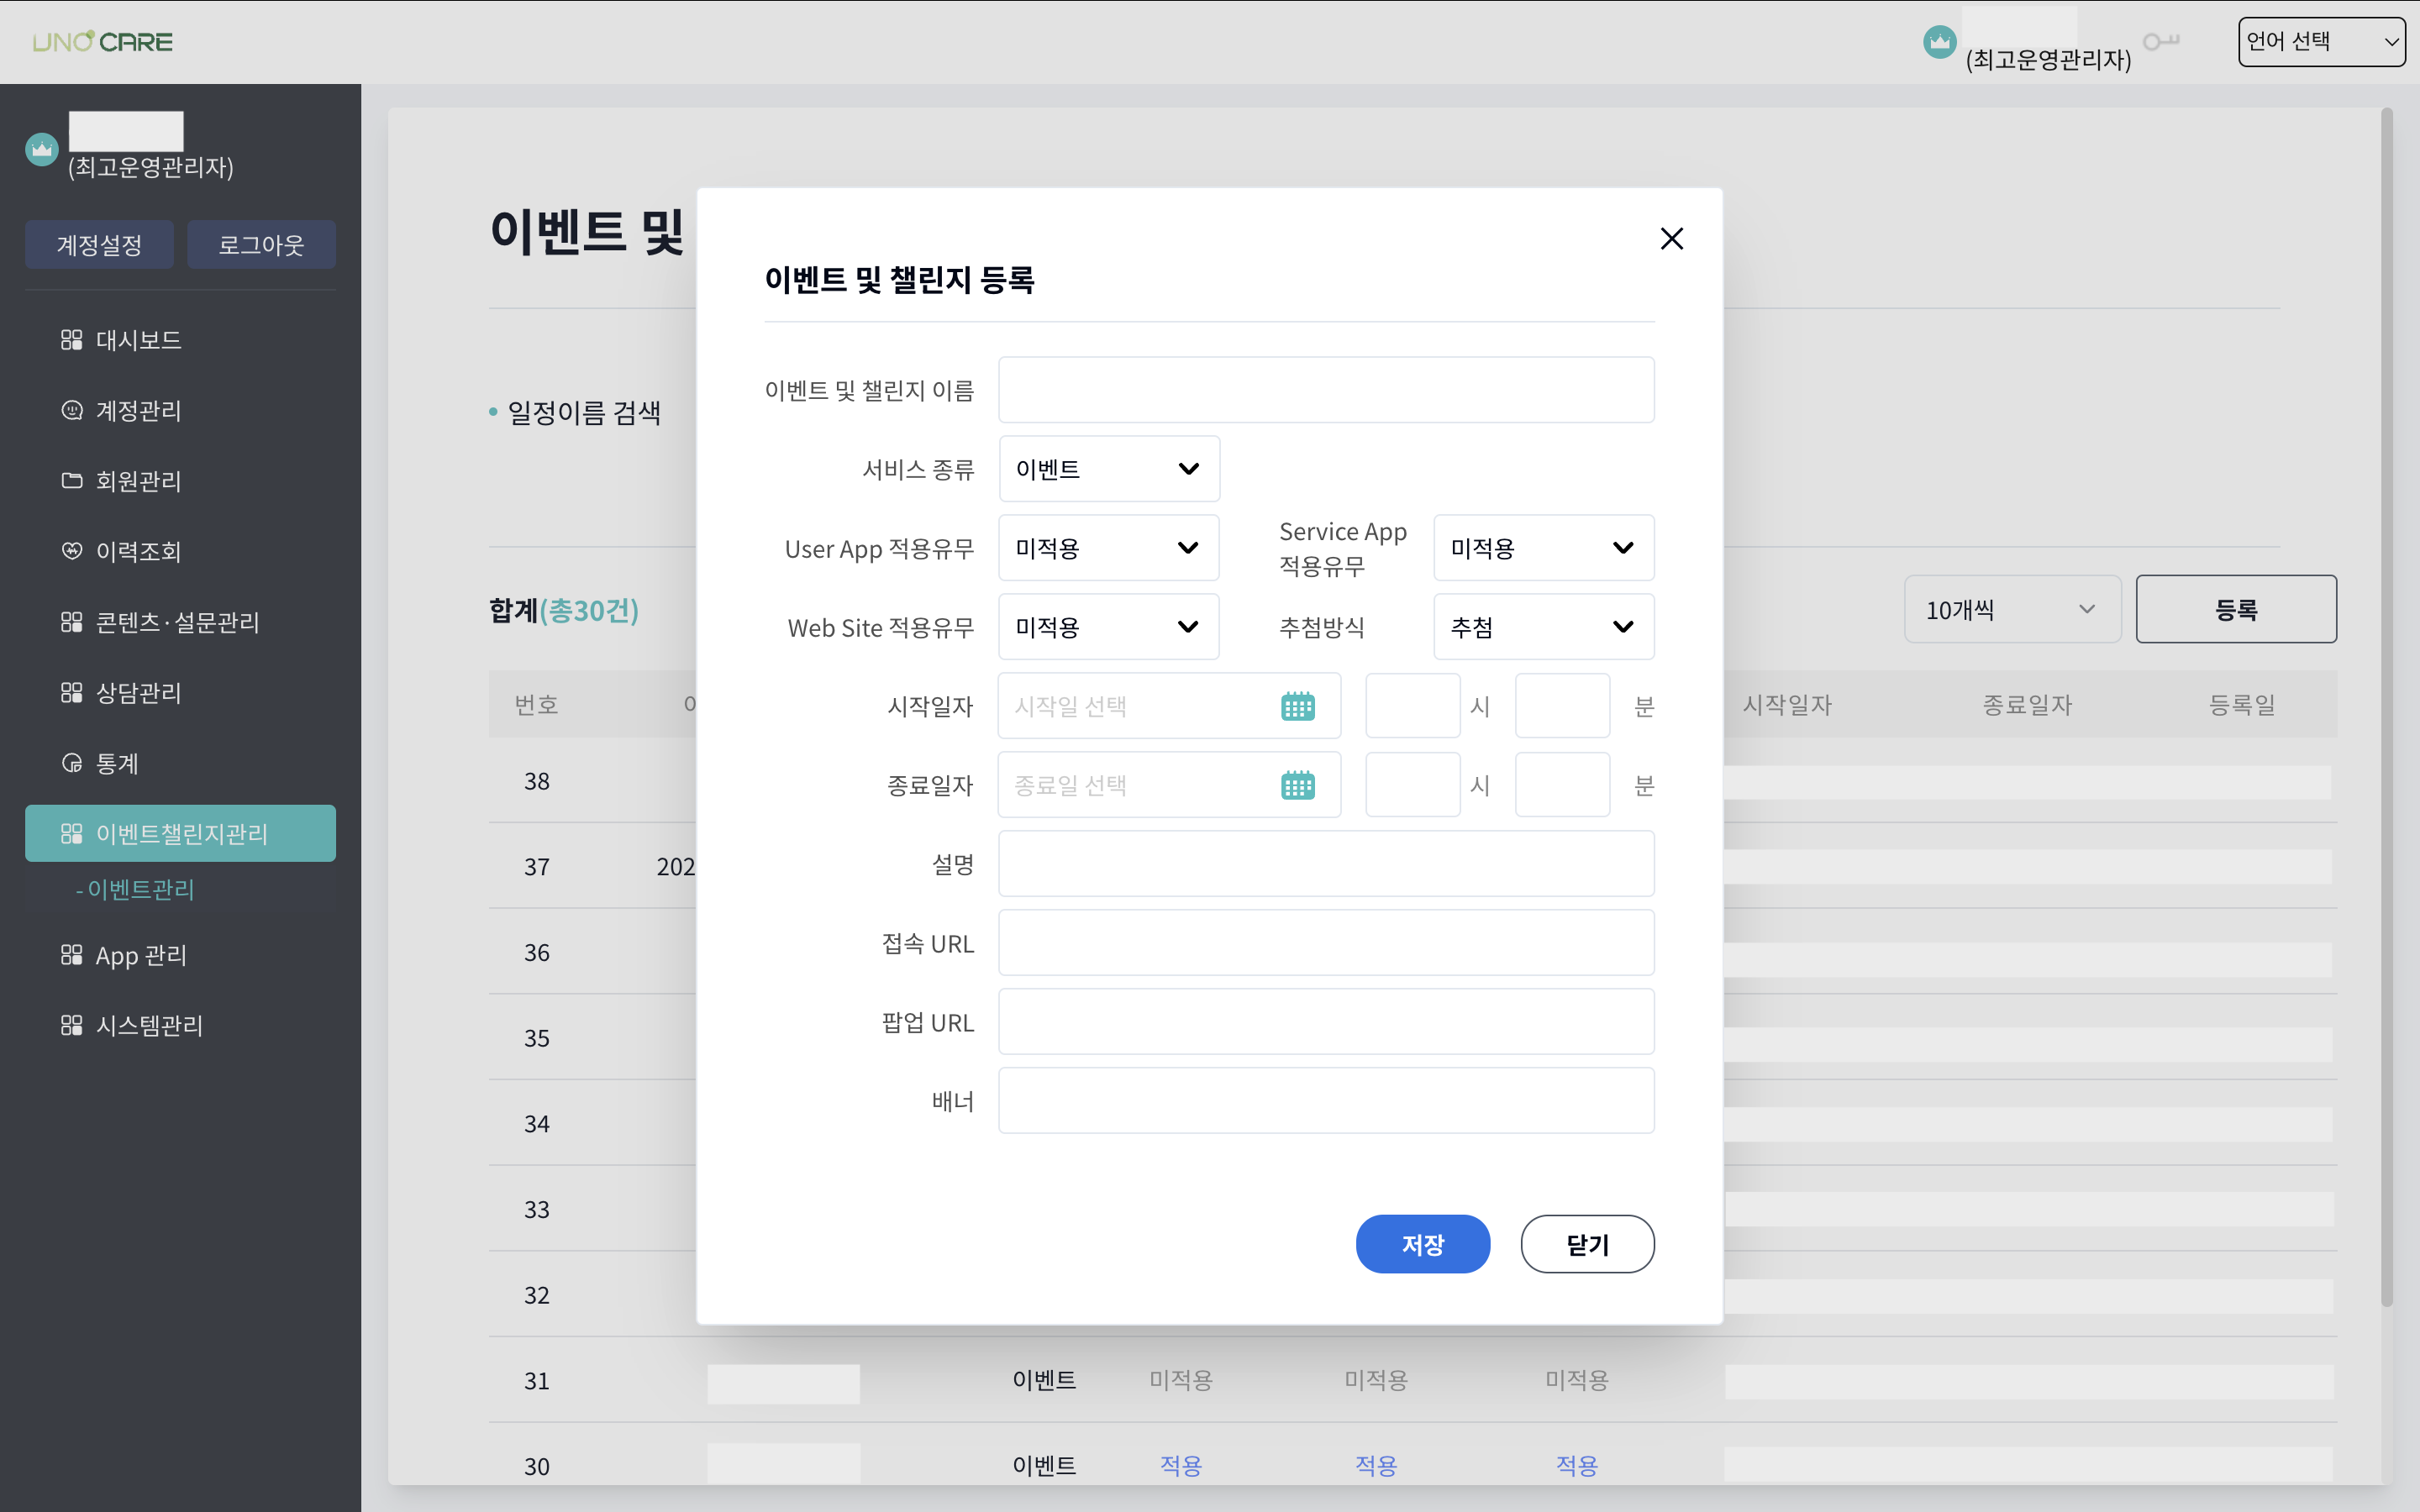 UNO CARE
(최고운영관리자)
언어 선택
(최고운영관리자)
계정설정
로그아웃
대시보드
계정관리
회원관리
이력조회
콘텐츠·설문관리
상담관리
통계
이벤트챌린지관리
- 이벤트관리
App 관리
시스템관리
이벤트 및
일정이름 검색
합계(총30건)
10개씩
등록
번호
시작일자
종료일자
등록일
38
37
202
36
35
34
33
32
31
이벤트
미적용
미적용
미적용
30
이벤트
적용
적용
적용
이벤트 및 챌린지 등록
이벤트 및 챌린지 이름
서비스 종류
이벤트
User App 적용유무
미적용
Service App
적용유무
미적용
Web Site 적용유무
미적용
추첨방식
추첨
시작일자
시작일 선택
시
분
종료일자
종료일 선택
시
분
설명
접속 URL
팝업 URL
배너
저장
닫기